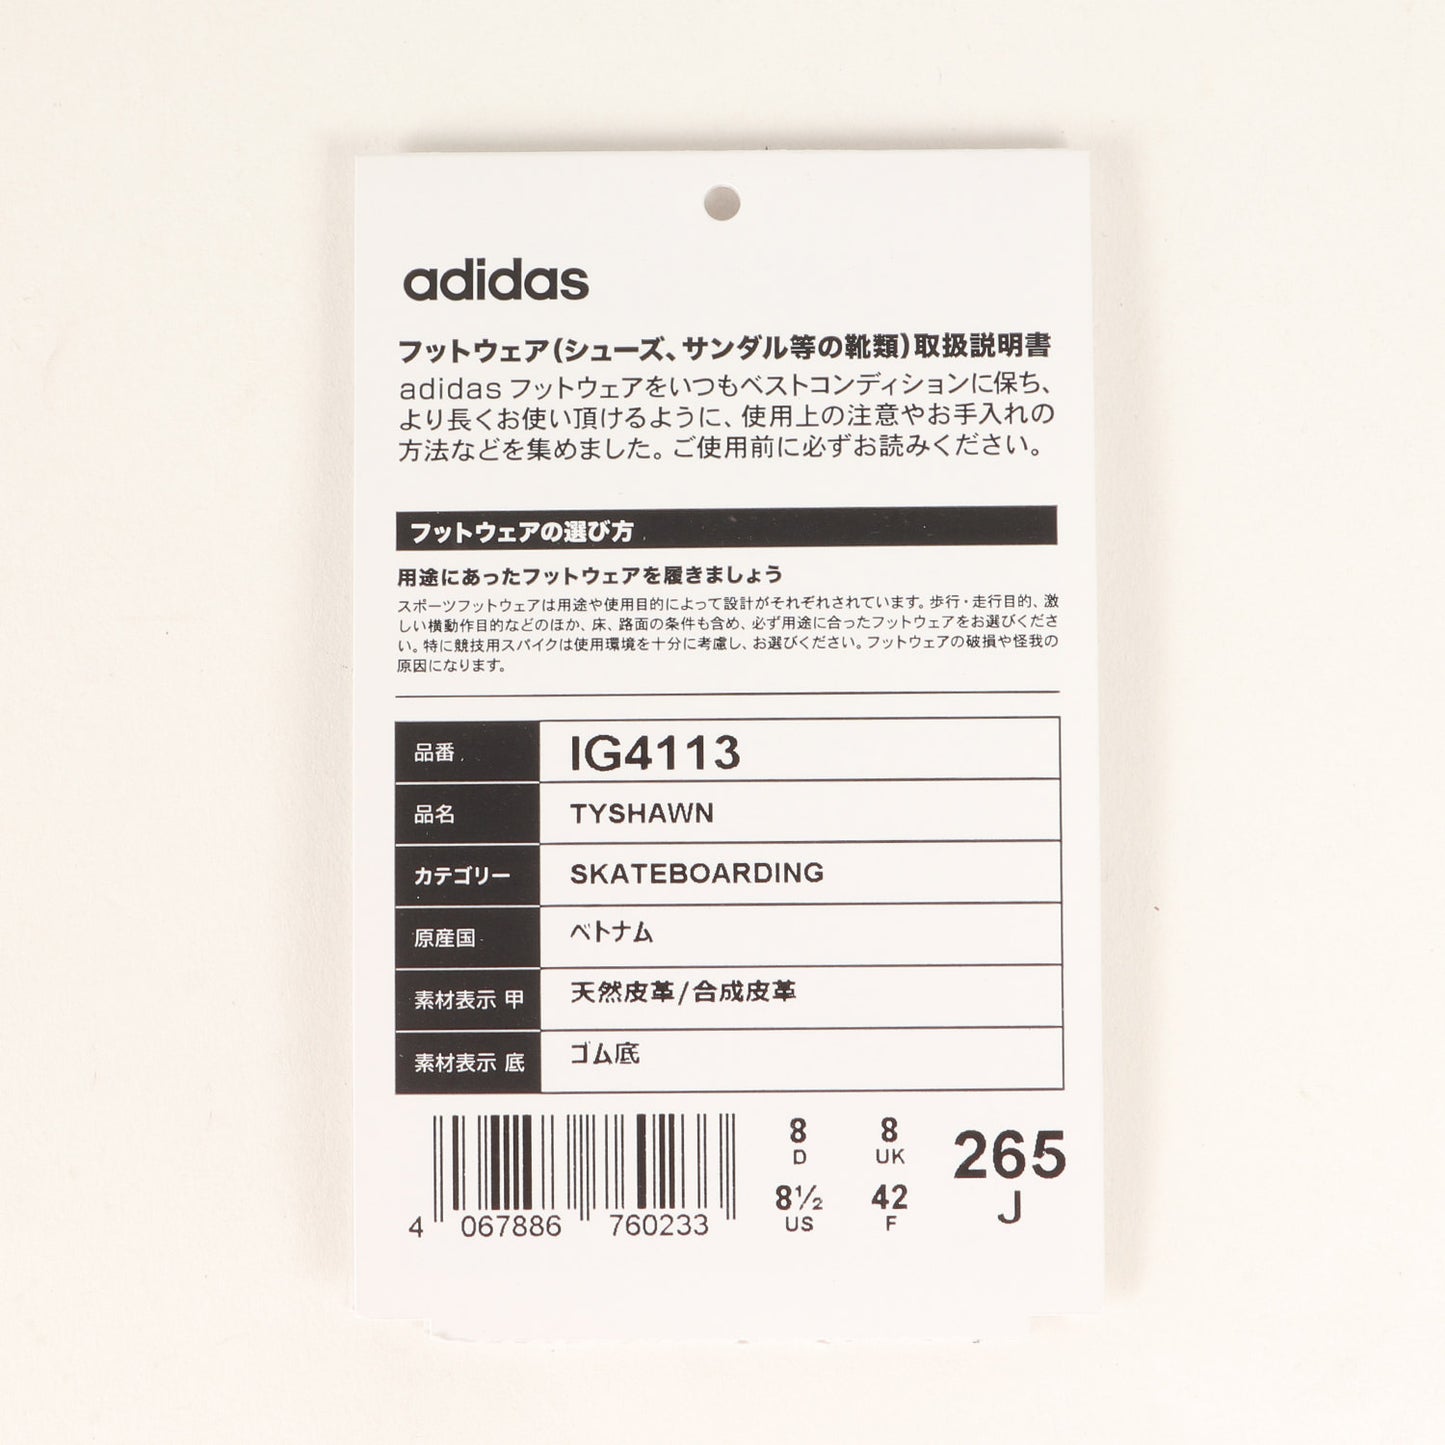 adidas
フットウェア(シューズ、サンダル等の靴類)取扱説明書
adidas フットウェアをいつもベストコンディションに保ち、
より長くお使い頂けるように、使用上の注意やお手入れの
方法などを集めました。ご使用前に必ずお読みください。
フットウェアの選び方
用途にあったフットウェアを履きましょう
スポーツフットウェアは用途や使用目的によって設計がそれぞれされています。歩行・走行目的、激
しい横動作目的などのほか、床、路面の条件も含め、必ず用途に合ったフットウェアをお選びくださ
い。特に競技用スパイクは使用環境を十分に考慮し、お選びください。フットウェアの破損や怪我の
原因になります。
品番 IG4113
品名 TYSHAWN
カテゴリー SKATEBOARDING
原産国 ベトナム
素材表示 甲 天然皮革/合成皮革
素材表示 底 ゴム底
4 067886 760233
8 8 265
D UK
8½ 42 J
US F